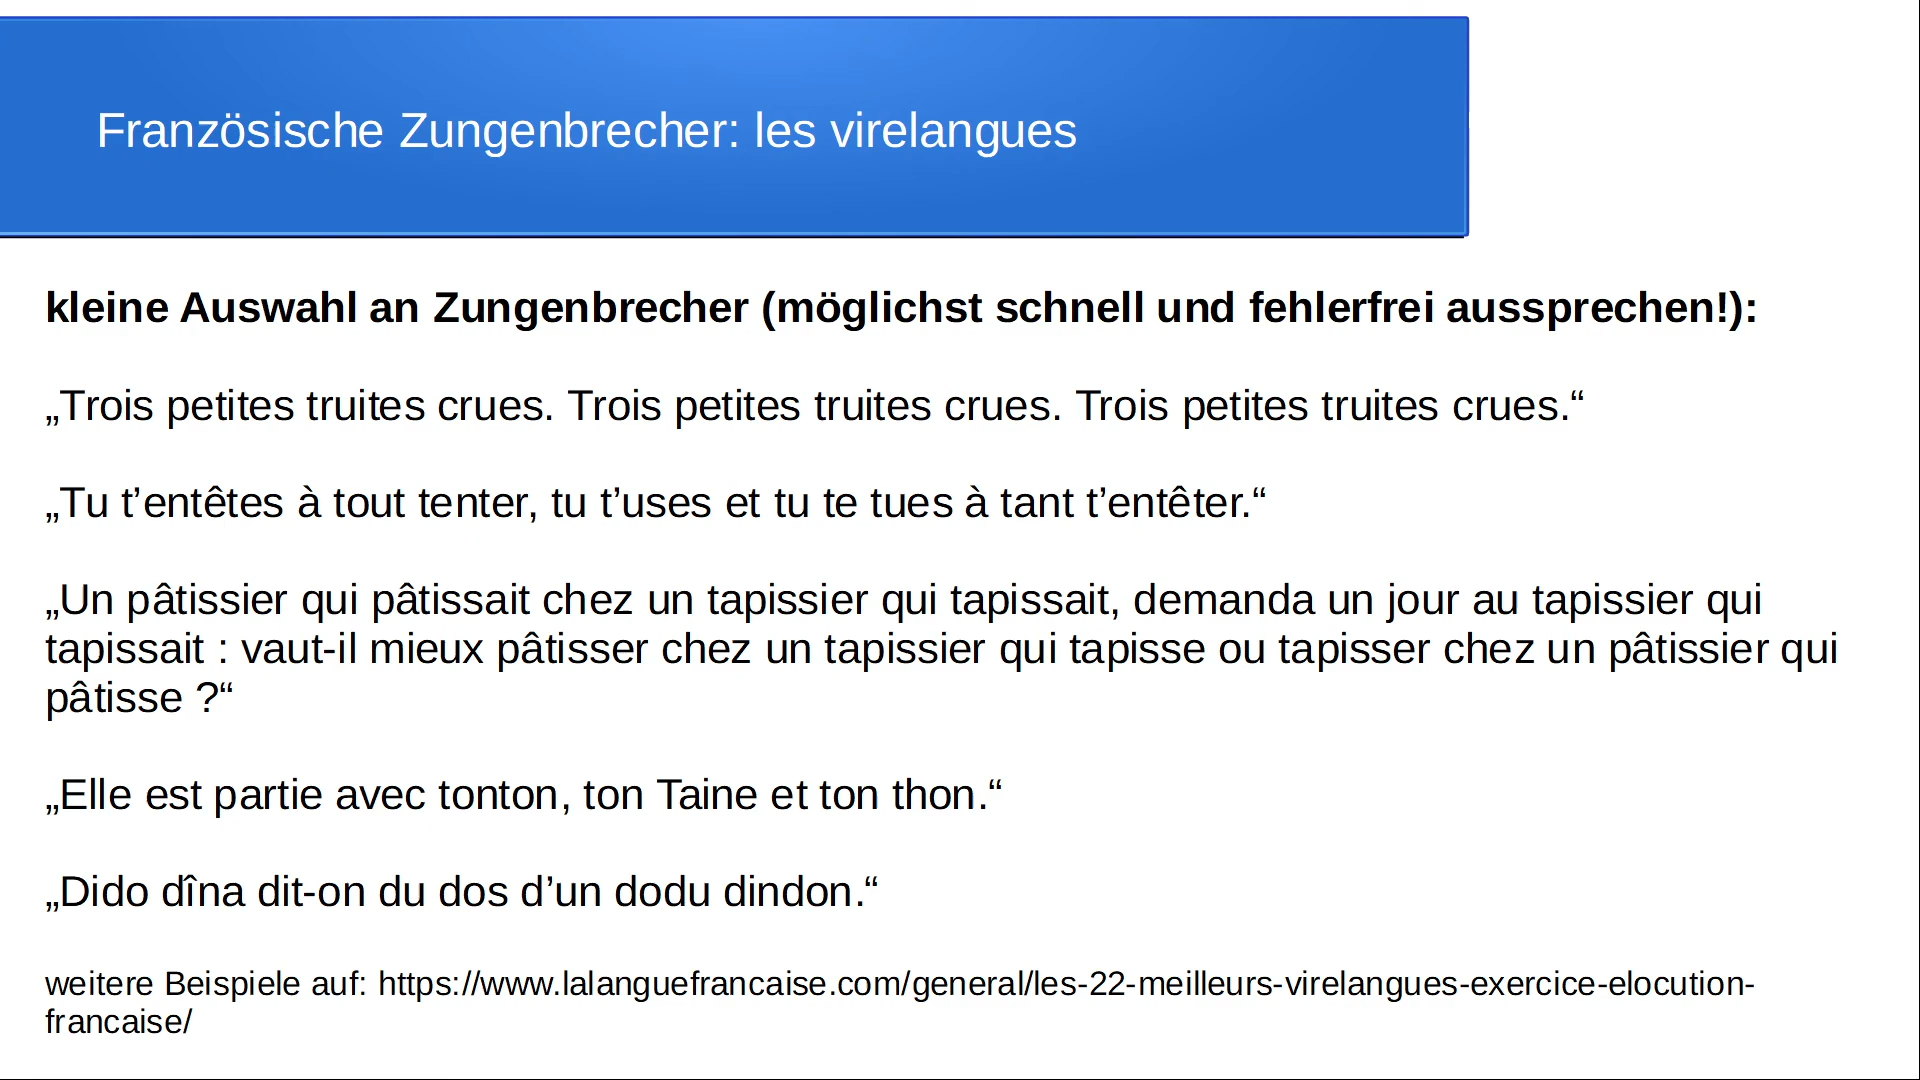 Französische Zungenbrecher: les virelangues
kleine Auswahl an Zungenbrecher (möglichst schnell und fehlerfrei aussprechen!):
„Trois petites truites crues. Trois petites truites crues. Trois petites truites crues.“
„Tu t’entêtes à tout tenter, tu t’uses et tu te tues à tant t’entêter.“
„Un pâtissier qui pâtissait chez un tapissier qui tapissait, demanda un jour au tapissier qui
tapissait : vaut-il mieux pâtisser chez un tapissier qui tapisse ou tapisser chez un pâtissier qui
pâtisse ?“
„Elle est partie avec tonton, ton Taine et ton thon.“
„Dido dîna dit-on du dos d’un dodu dindon.“
weitere Beispiele auf: https://www.lalanguefrancaise.com/general/les-22-meilleurs-virelangues-exercice-elocution-
francaise/